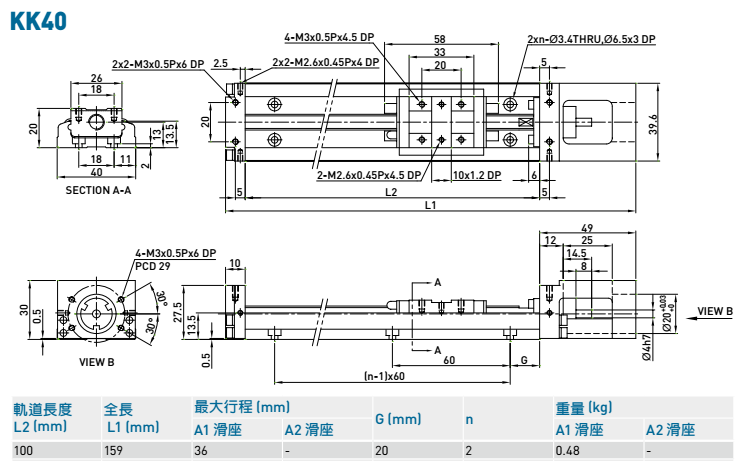 KK40
4-M3x0.5Px4.5 DP
58
33
20
2xn-Ø3.4THRU,Ø6.5x3 DP
2x2-M3x0.5Px6 DP
2.5
2x2-M2.6x0.45Px4 DP
5
26
18
20
13
13.5
18
11
2
40
SECTION A-A
20
39.6
2-M2.6x0.45Px4.5 DP
10x1.2 DP
6
5
L2
5
L1
4-M3x0.5Px6 DP
PCD 29
30°
30°
30
0.5
VIEW B
10
27.5
13.5
0.5
A
A
60
G
(n-1)x60
49
12
25
14.5
8
Ø20 +0.03 +0
Ø4h7
VIEW B
軌道長度 全長 最大行程 (mm) G (mm) n 重量 (kg)
L2 (mm) L1 (mm) A1 滑座 A2 滑座 A1 滑座 A2 滑座
100 159 36 - 20 2 0.48 -